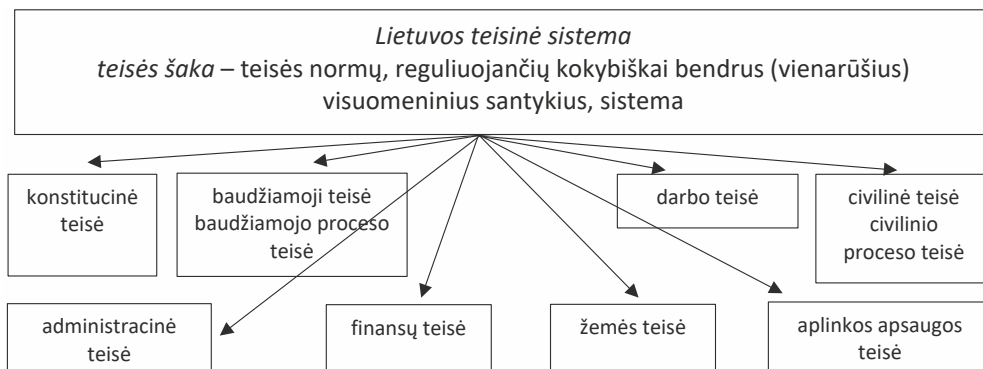 Lietuvos teisinė sistema
teisės šaka – teisės normų, reguliuojančių kokybiškai bendrus (vienarūšius)
visuomeninius santykius, sistema
konstitucinė
teisė
baudžiamoji teisė
baudžiamojo proceso
teisė
darbo teisė
civilinė teisė
civilinio
proceso teisė
administracinė
teisė
finansų teisė
žemės teisė
aplinkos apsaugos
teisė